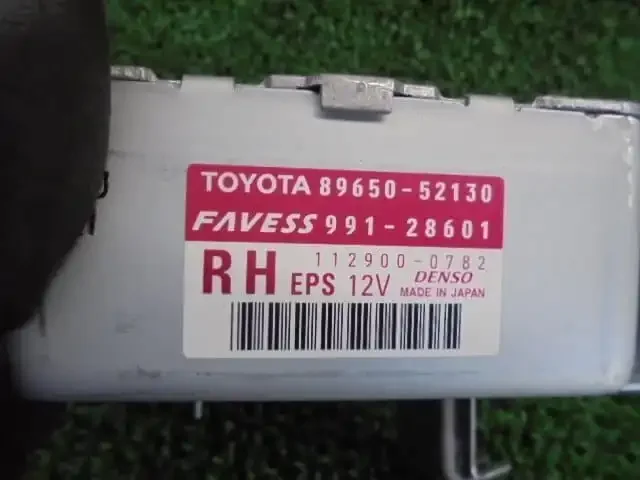 TOYOTA 89650-52130
FAVESS 991-28601
RH 112900-0782
EPS 12V DENSO
MADE IN JAPAN